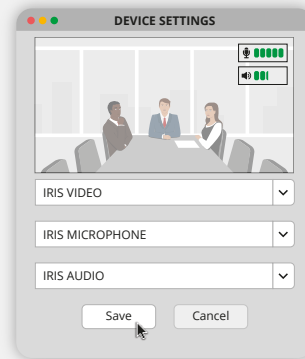 DEVICE SETTINGS
IRIS VIDEO
IRIS MICROPHONE
IRIS AUDIO
Save Cancel